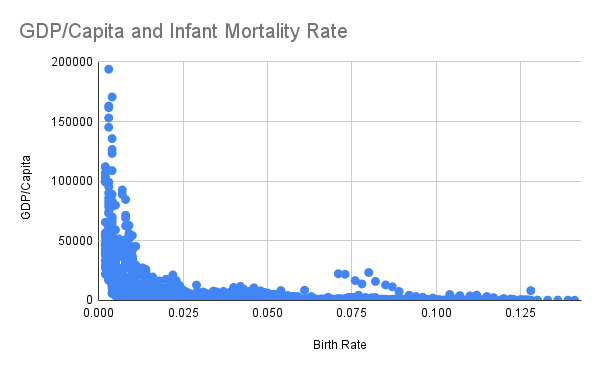 GDP/Capita and Infant Mortality Rate
200000
150000
100000
50000
0
GDP/Capita
0.000 0.025 0.050 0.075 0.100 0.125
Birth Rate